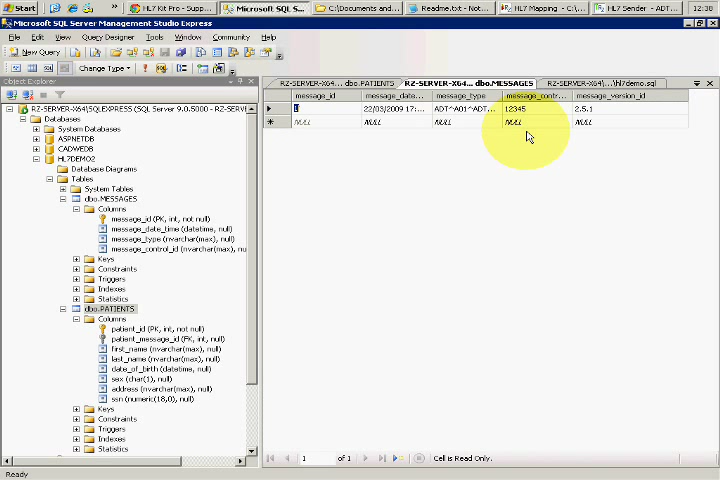 Start
HL7 Kit Pro - Supp...
Microsoft SQL S...
C:\Documents and...
Readme.txt - Not...
HL7 Mapping - C:\...
HL7 Sender - ADT...
12:38
Microsoft SQL Server Management Studio Express
File Edit View Query Designer Tools Window Community Help
New Query
Change Type
Object Explorer
RZ-SERVER-X64\SQLEXPRESS (SQL Server 9.0.5000 - RZ-SERV
Databases
System Databases
ASPNETDB
CADWEDB
HL7DEMO2
Database Diagrams
Tables
System Tables
dbo.MESSAGES
Columns
message_id (PK, int, not null)
message_date_time (datetime, null)
message_type (nvarchar(max), null)
message_control_id (nvarchar(max), nu
Keys
Constraints
Triggers
Indexes
Statistics
dbo.PATIENTS
Columns
patient_id (PK, int, not null)
patient_message_id (FK, int, null)
first_name (nvarchar(max), null)
last_name (nvarchar(max), null)
date_of_birth (datetime, null)
sex (char(1), null)
address (nvarchar(max), null)
ssn (numeric(18,0), null)
Keys
Constraints
Triggers
Indexes
Statistics
RZ-SERVER-X64... dbo.PATIENTS
RZ-SERVER-X64... dbo.MESSAGES
RZ-SERVER-X64\...\hl7demo.sql
message_id message_date... message_type message_contr... message_version_id
1 22/03/2009 17:... ADT^A01^ADT... 12345 2.5.1
NULL NULL NULL NULL NULL
1 of 1 Cell is Read Only.
Ready